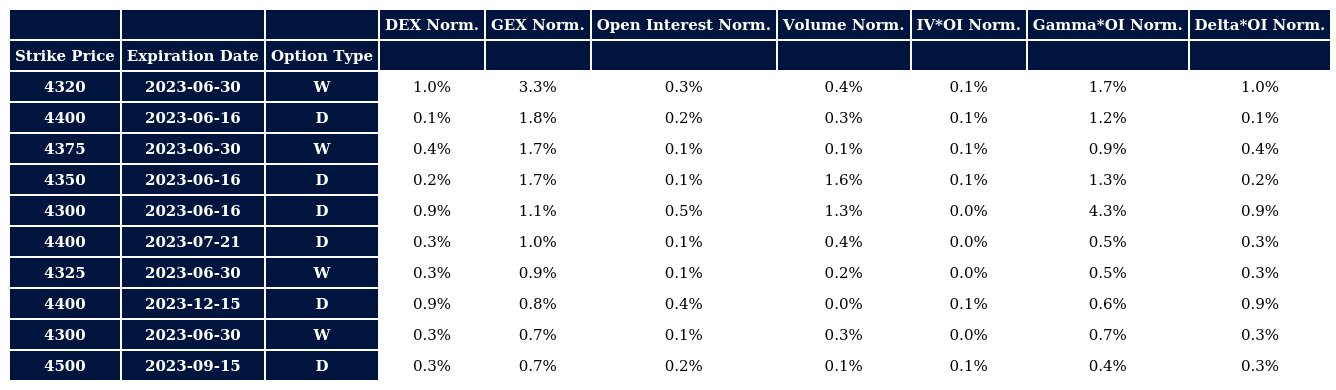 DEX Norm. GEX Norm. Open Interest Norm. Volume Norm. IV*OI Norm. Gamma*OI Norm. Delta*OI Norm.
Strike Price Expiration Date Option Type
4320 2023-06-30 W 1.0% 3.3% 0.3% 0.4% 0.1% 1.7% 1.0%
4400 2023-06-16 D 0.1% 1.8% 0.2% 0.3% 0.1% 1.2% 0.1%
4375 2023-06-30 W 0.4% 1.7% 0.1% 0.1% 0.1% 0.9% 0.4%
4350 2023-06-16 D 0.2% 1.7% 0.1% 1.6% 0.1% 1.3% 0.2%
4300 2023-06-16 D 0.9% 1.1% 0.5% 1.3% 0.0% 4.3% 0.9%
4400 2023-07-21 D 0.3% 1.0% 0.1% 0.4% 0.0% 0.5% 0.3%
4325 2023-06-30 W 0.3% 0.9% 0.1% 0.2% 0.0% 0.5% 0.3%
4400 2023-12-15 D 0.9% 0.8% 0.4% 0.0% 0.1% 0.6% 0.9%
4300 2023-06-30 W 0.3% 0.7% 0.1% 0.3% 0.0% 0.7% 0.3%
4500 2023-09-15 D 0.3% 0.7% 0.2% 0.1% 0.1% 0.4% 0.3%